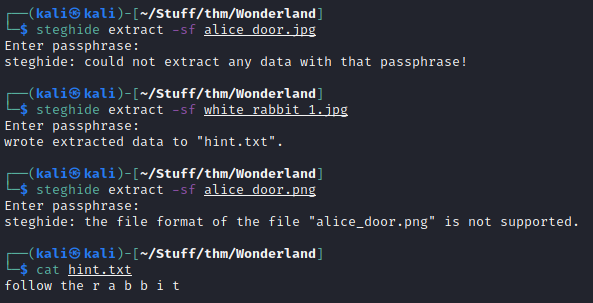 ┌──(kali㉿kali)-[~/Stuff/thm/Wonderland]
└─$ steghide extract -sf alice_door.jpg
Enter passphrase:
steghide: could not extract any data with that passphrase!
┌──(kali㉿kali)-[~/Stuff/thm/Wonderland]
└─$ steghide extract -sf white_rabbit_1.jpg
Enter passphrase:
wrote extracted data to "hint.txt".
┌──(kali㉿kali)-[~/Stuff/thm/Wonderland]
└─$ steghide extract -sf alice_door.png
Enter passphrase:
steghide: the file format of the file "alice_door.png" is not supported.
┌──(kali㉿kali)-[~/Stuff/thm/Wonderland]
└─$ cat hint.txt
follow the r a b b i t